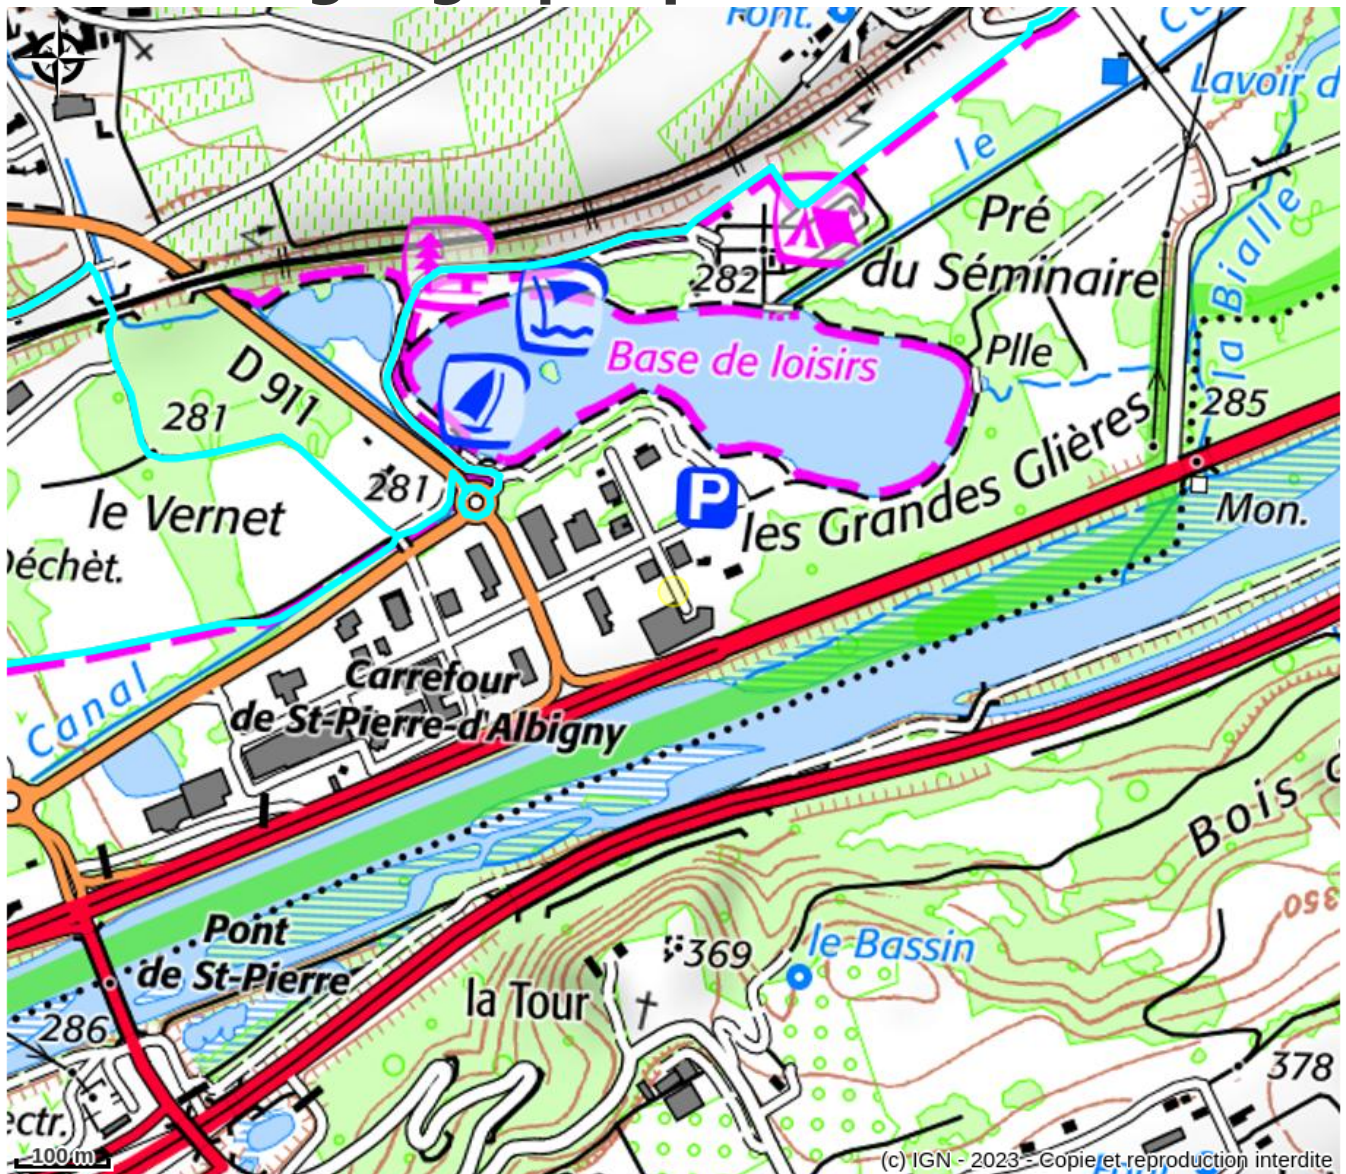 Font.
Lavoir d
le
Pré
du Séminaire
282
la Bialle
Plle
Base de loisirs
D 911
281
285
281
P
les Grandes Glières
Mon.
le Vernet
Déchèt.
Canal
Carrefour
de St-Pierre-d'Albigny
Bois
350
Pont
de St-Pierre
la Tour
369
le Bassin
286
378
ectr.
100 m
(c) IGN - 2023 - Copie et reproduction interdite